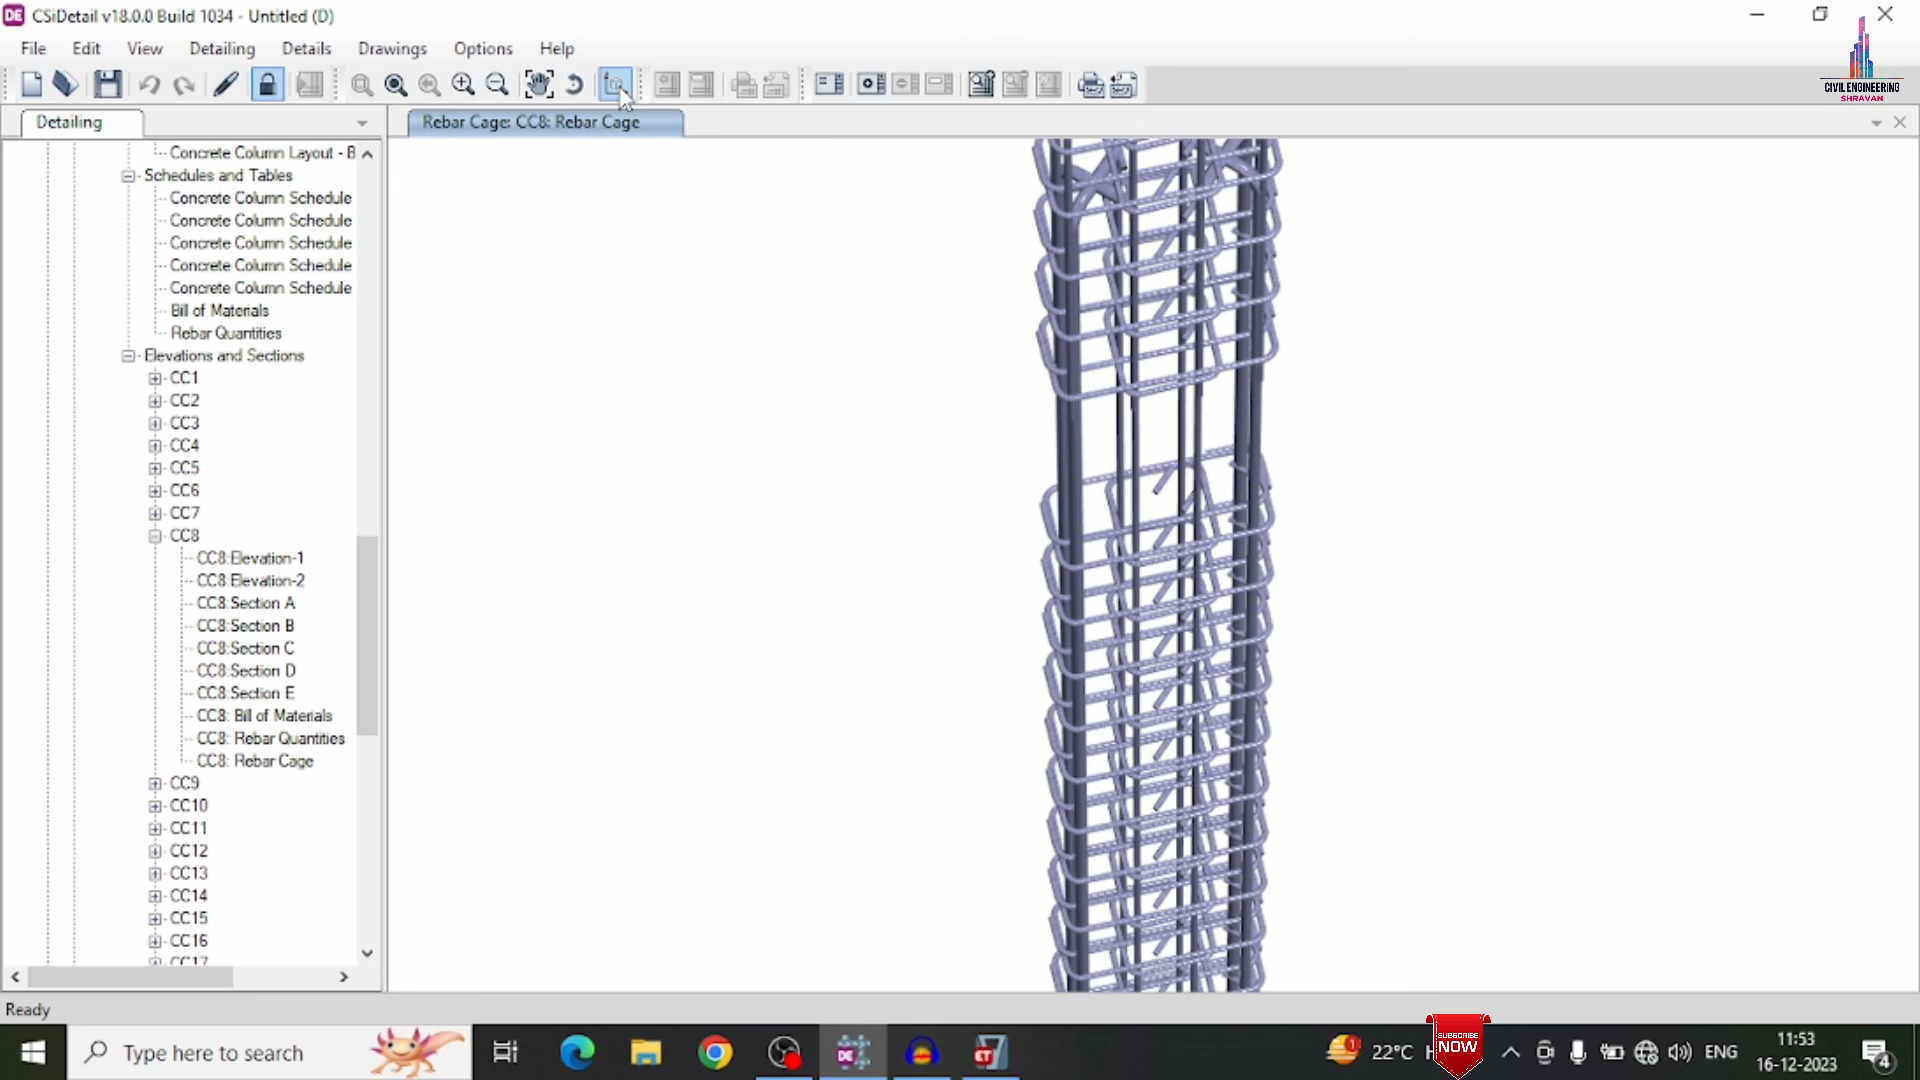 CSiDetail v18.0.0 Build 1034 - Untitled (D)
File Edit View Detailing Details Drawings Options Help
CIVIL ENGINEERING
SHRAVAN
Detailing
Rebar Cage: CC8: Rebar Cage
Concrete Column Layout - B
Schedules and Tables
Concrete Column Schedule
Concrete Column Schedule
Concrete Column Schedule
Concrete Column Schedule
Concrete Column Schedule
Bill of Materials
Rebar Quantities
Elevations and Sections
CC1
CC2
CC3
CC4
CC5
CC6
CC7
CC8
CC8:Elevation-1
CC8:Elevation-2
CC8:Section A
CC8:Section B
CC8:Section C
CC8:Section D
CC8:Section E
CC8: Bill of Materials
CC8: Rebar Quantities
CC8: Rebar Cage
CC9
CC10
CC11
CC12
CC13
CC14
CC15
CC16
CC17
Ready
Type here to search
DE
CT
1
22°C
SUBSCRIBE
NOW
ENG
11:53
16-12-2023
4